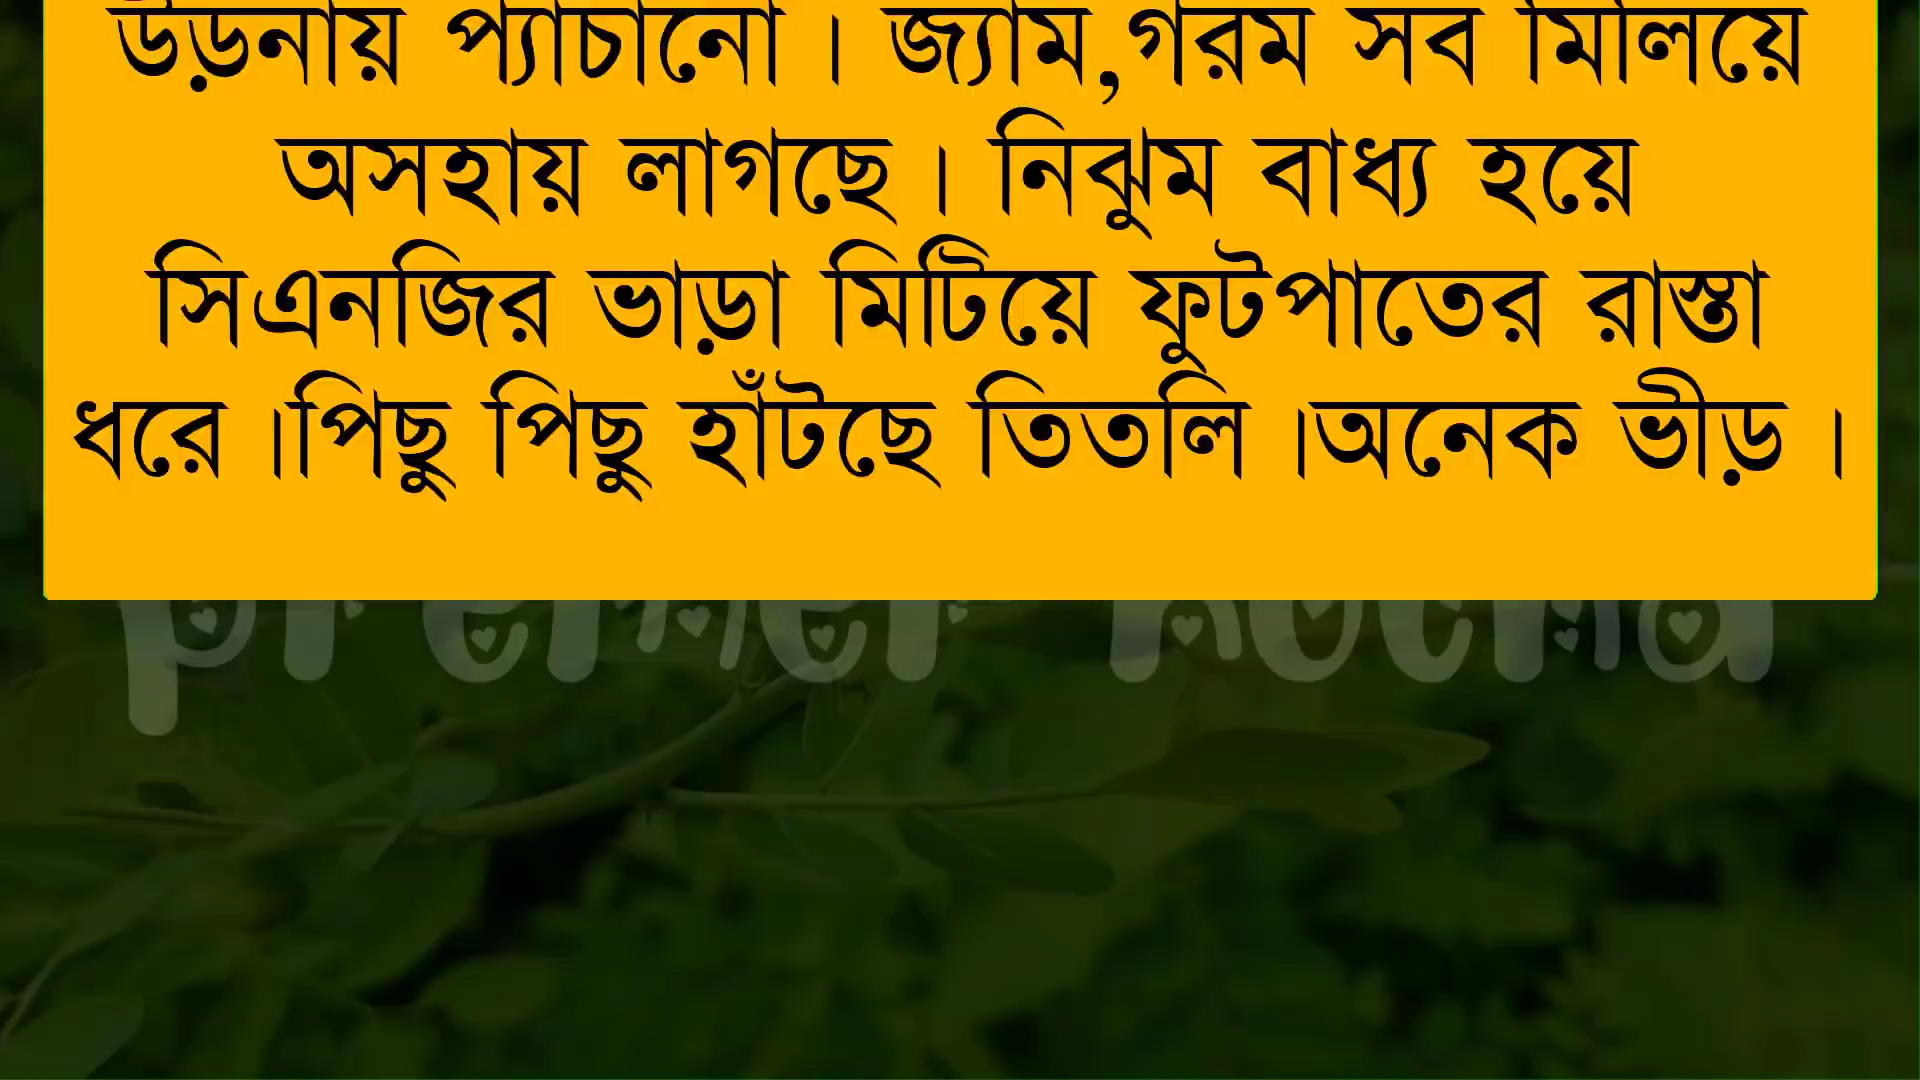 উড়নায় প্যাচানো। জ্যাম,গরম সব মিলিয়ে
অসহায় লাগছে। নিঝুম বাধ্য হয়ে
সিএনজির ভাড়া মিটিয়ে ফুটপাতের রাস্তা
ধরে ।পিছু পিছু হাঁটছে তিতলি ।অনেক ভীড়।